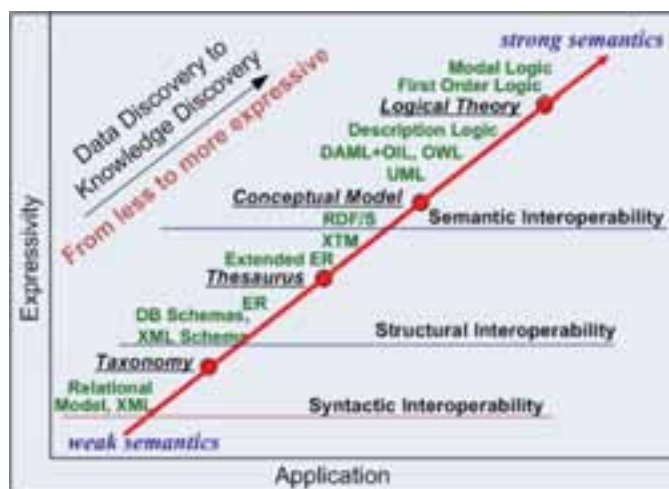 strong semantics
Modal Logic
First Order Logic
Logical Theory
Data Discovery to
Knowledge Discovery
From less to more expressive
Description Logic
DAML+OIL, OWL
UML
Conceptual Model
RDF/S
Semantic Interoperability
XTM
Extended ER
Thesaurus
ER
DB Schemas,
XML Schema
Structural Interoperability
Taxonomy
Relational
Model, XML
Syntactic Interoperability
weak semantics
Expressivity
Application